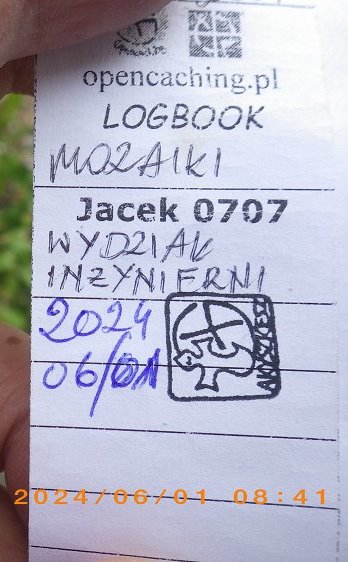 opencaching.pl
LOGBOOK
MOZAIKI
Jacek 0707
WYDZIAŁ
INŻYNIERNI
2024
06/01
2024/06/01 08:41